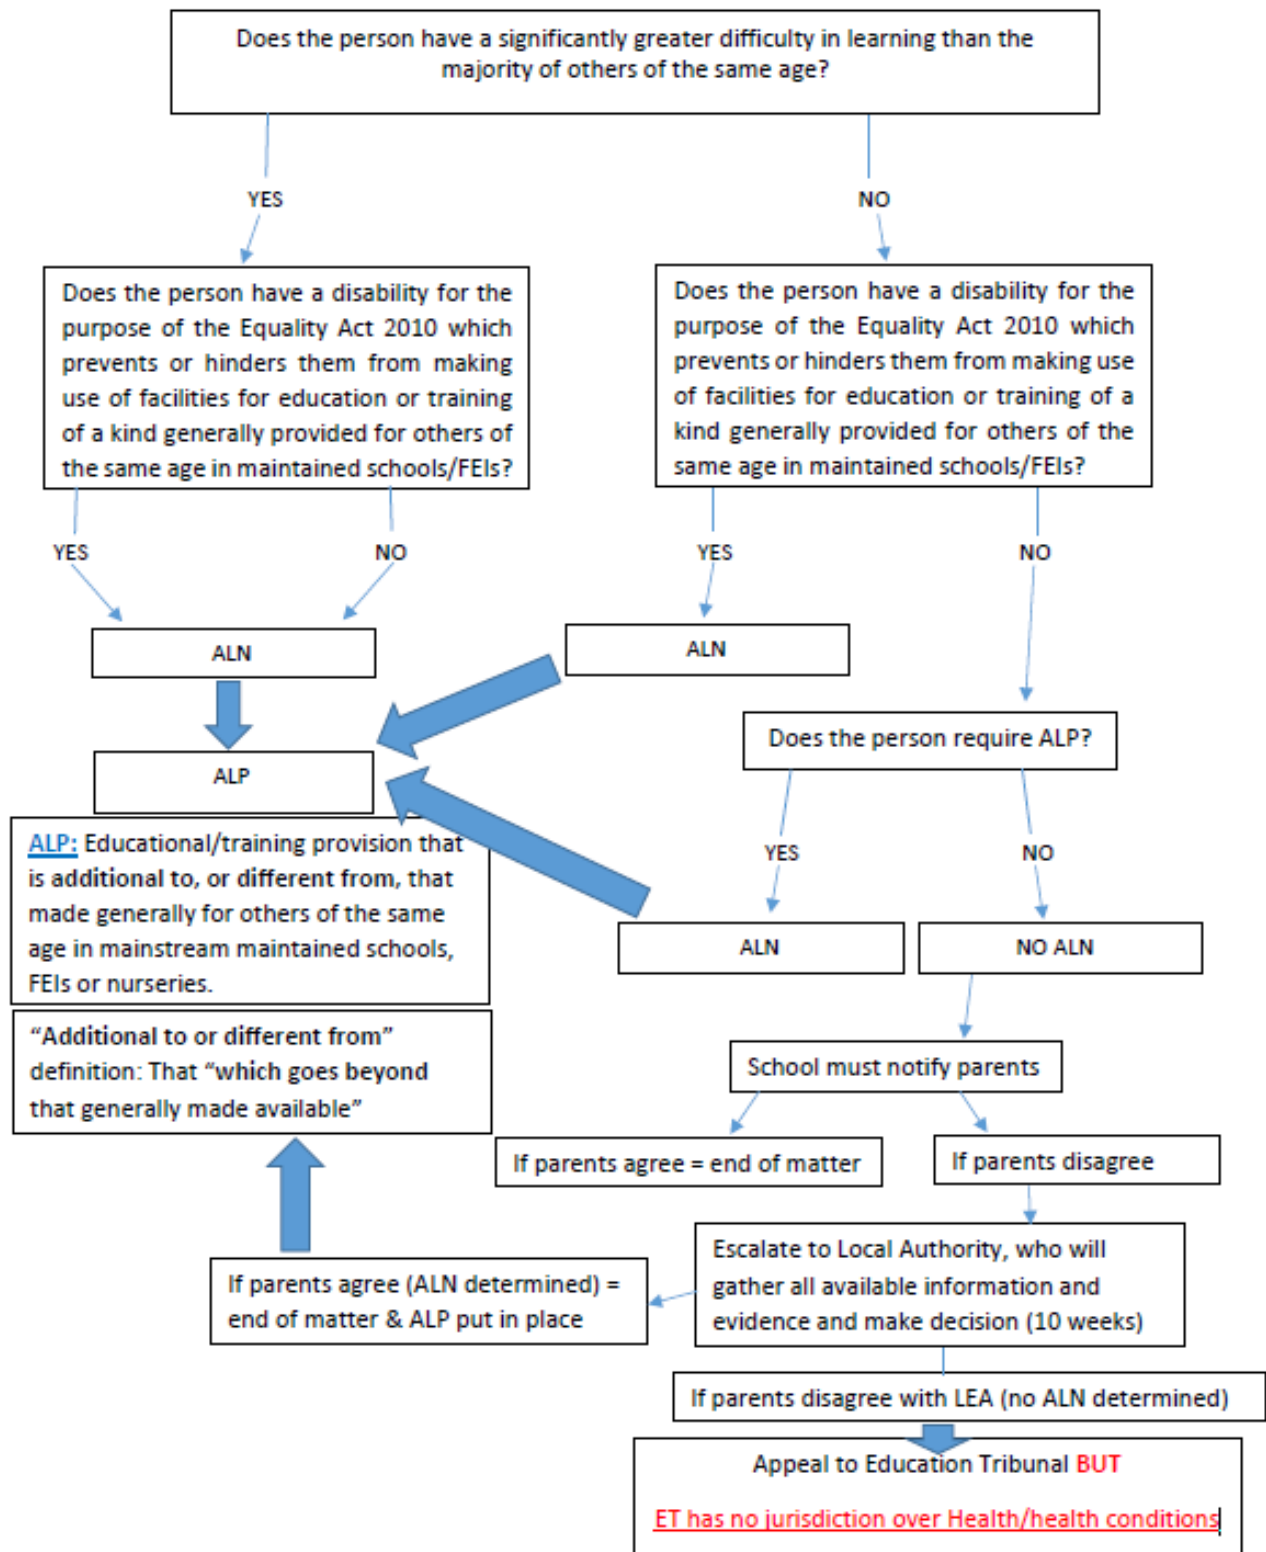 Does the person have a significantly greater difficulty in learning than the
majority of others of the same age?
YES
NO
Does the person have a disability for the
purpose of the Equality Act 2010 which
prevents or hinders them from making
use of facilities for education or training
of a kind generally provided for others of
the same age in maintained schools/FEIs?
Does the person have a disability for the
purpose of the Equality Act 2010 which
prevents or hinders them from making
use of facilities for education or training of a
kind generally provided for others of the
same age in maintained schools/FEIs?
YES
NO
YES
NO
ALN
ALN
Does the person require ALP?
ALP
ALP: Educational/training provision that
is additional to, or different from, that
made generally for others of the same
age in mainstream maintained schools,
FEIs or nurseries.
YES
NO
ALN
NO ALN
“Additional to or different from”
definition: That “which goes beyond
that generally made available”
School must notify parents
If parents agree = end of matter
If parents disagree
Escalate to Local Authority, who will
gather all available information and
evidence and make decision (10 weeks)
If parents agree (ALN determined) =
end of matter & ALP put in place
If parents disagree with LEA (no ALN determined)
Appeal to Education Tribunal BUT
ET has no jurisdiction over Health/health conditions